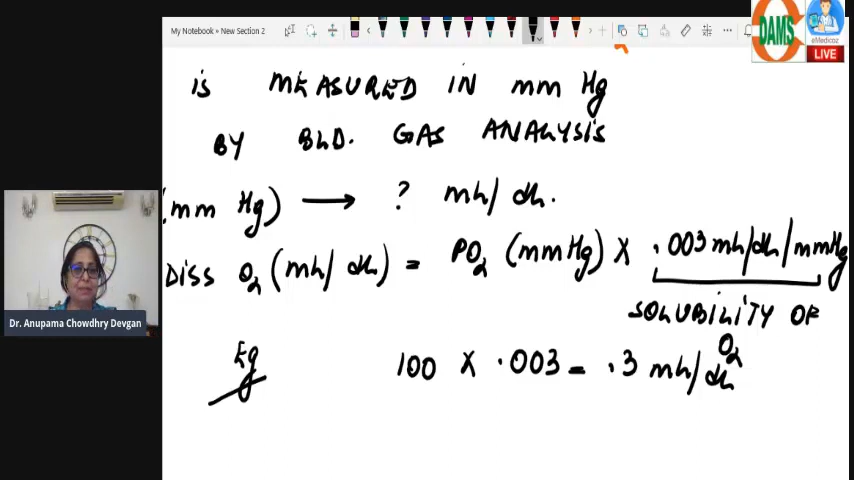 My Notebook » New Section 2
DAMS
eMedicoz
LIVE
is MEASURED IN mm Hg
BY BLD. GAS ANALYSIS
(mm Hg) → ? mL/dL.
DISS O2 (mL/dL) = PO2 (mmHg) X .003 mL/dL/mmHg
SOLUBILITY OF O2
Eg 100 X .003 = .3 mL/dL
Dr. Anupama Chowdhry Devgan